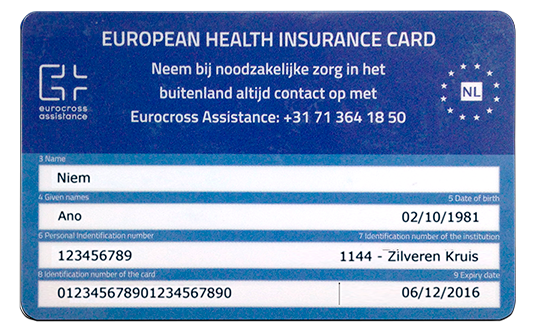 EUROPEAN HEALTH INSURANCE CARD
Neem bij noodzakelijke zorg in het
buitenland altijd contact op met
Eurocross Assistance: +31 71 364 18 50
eurocross
assistance
NL
3 Name
Niem
4 Given names 5 Date of birth
Ano 02/10/1981
6 Personal Indentification number 7 Identification number of the institution
123456789 1144 - Zilveren Kruis
8 Identification number of the card 9 Expiry date
012345678901234567890 06/12/2016